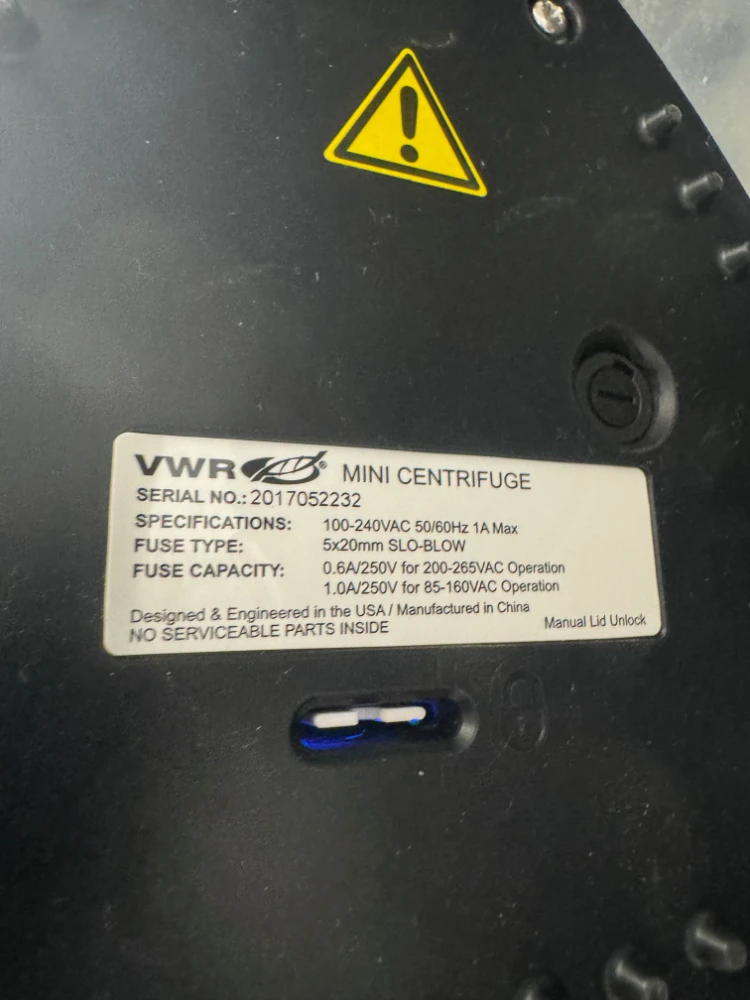 VWR® MINI CENTRIFUGE
SERIAL NO.: 2017052232
SPECIFICATIONS: 100-240VAC 50/60Hz 1A Max
FUSE TYPE: 5x20mm SLO-BLOW
FUSE CAPACITY: 0.6A/250V for 200-265VAC Operation
1.0A/250V for 85-160VAC Operation
Designed & Engineered in the USA / Manufactured in China
NO SERVICEABLE PARTS INSIDE
Manual Lid Unlock